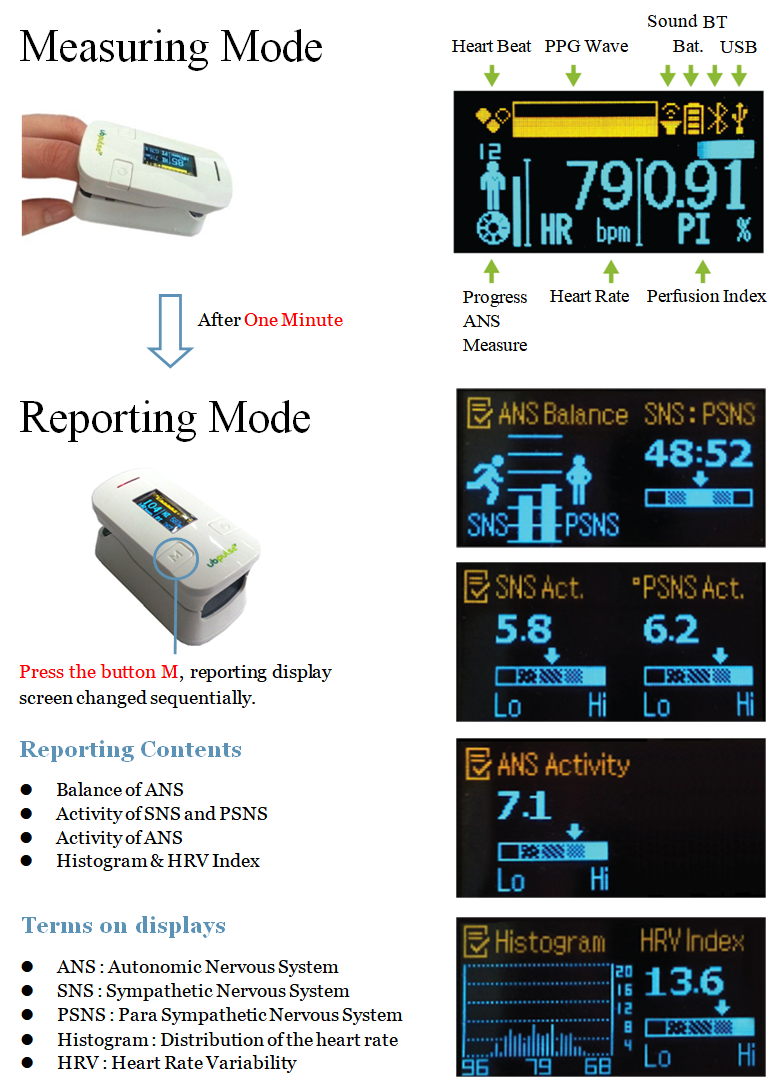 Measuring Mode
Sound BT
Heart Beat PPG Wave Bat. USB
ubpulse
12
79 0.91
HR bpm PI %
Progress
ANS
Measure
Heart Rate
Perfusion Index
After One Minute
Reporting Mode
ANS Balance SNS : PSNS
48:52
SNS PSNS
M
ubpulse
SNS Act. °PSNS Act.
5.8 6.2
Lo Hi Lo Hi
Press the button M, reporting display
screen changed sequentially.
Reporting Contents
● Balance of ANS
● Activity of SNS and PSNS
● Activity of ANS
● Histogram & HRV Index
ANS Activity
7.1
Lo Hi
Terms on displays
● ANS : Autonomic Nervous System
● SNS : Sympathetic Nervous System
● PSNS : Para Sympathetic Nervous System
● Histogram : Distribution of the heart rate
● HRV : Heart Rate Variability
Histogram HRV Index
13.6
20
16
12
8
4
96 79 68
Lo Hi